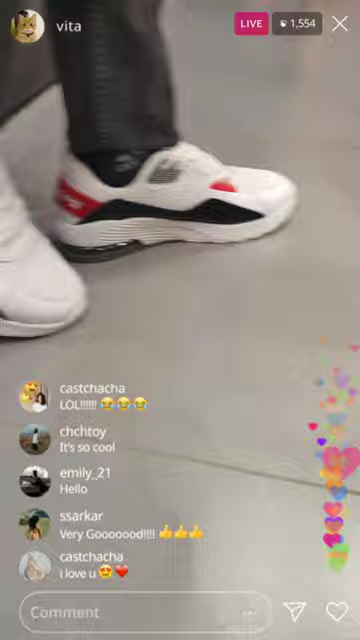 vita
LIVE
1,554
castchacha
LOL!!!!!! 😂😂😂
chchtoy
It's so cool
emily_21
Hello
ssarkar
Very Gooooood!!!! 👍👍👍
castchacha
i love u 😍❤️
Comment